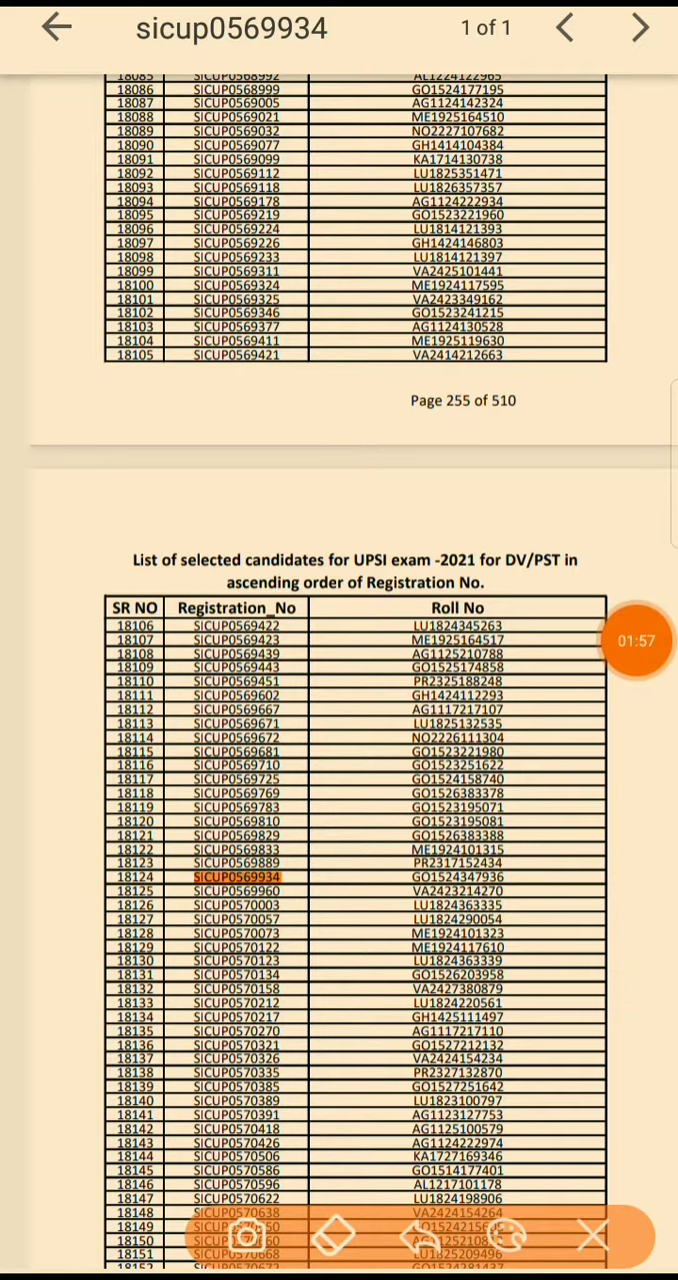 sicup0569934 1 of 1
18085 SICUP0568992 AL1224122965
18086 SICUP0568999 GO1524177195
18087 SICUP0569005 AG1124142324
18088 SICUP0569021 ME1925164510
18089 SICUP0569032 NO2227107682
18090 SICUP0569077 GH1414104384
18091 SICUP0569099 KA1714130738
18092 SICUP0569112 LU1825351471
18093 SICUP0569118 LU1826357357
18094 SICUP0569178 AG1124222934
18095 SICUP0569219 GO1523221960
18096 SICUP0569224 LU1814121393
18097 SICUP0569226 GH1424146803
18098 SICUP0569233 LU1814121397
18099 SICUP0569311 VA2425101441
18100 SICUP0569324 ME1924117595
18101 SICUP0569325 VA2423349162
18102 SICUP0569346 GO1523241215
18103 SICUP0569377 AG1124130528
18104 SICUP0569411 ME1925119630
18105 SICUP0569421 VA2414212663
Page 255 of 510
List of selected candidates for UPSI exam -2021 for DV/PST in
ascending order of Registration No.
SR NO Registration_No Roll No
18106 SICUP0569422 LU1824345263
18107 SICUP0569423 ME1925164517
18108 SICUP0569439 AG1125210788
18109 SICUP0569443 GO1525174858
18110 SICUP0569451 PR2325188248
18111 SICUP0569602 GH1424112293
18112 SICUP0569667 AG1117217107
18113 SICUP0569671 LU1825132535
18114 SICUP0569672 NO2226111304
18115 SICUP0569681 GO1523221980
18116 SICUP0569710 GO1523251622
18117 SICUP0569725 GO1524158740
18118 SICUP0569769 GO1526383378
18119 SICUP0569783 GO1523195071
18120 SICUP0569810 GO1523195081
18121 SICUP0569829 GO1526383388
18122 SICUP0569833 ME1924101315
18123 SICUP0569889 PR2317152434
18124 SICUP0569934 GO1524347936
18125 SICUP0569960 VA2423214270
18126 SICUP0570003 LU1824363335
18127 SICUP0570057 LU1824290054
18128 SICUP0570073 ME1924101323
18129 SICUP0570122 ME1924117610
18130 SICUP0570123 LU1824363339
18131 SICUP0570134 GO1526203958
18132 SICUP0570158 VA2427380879
18133 SICUP0570212 LU1824220561
18134 SICUP0570217 GH1425111497
18135 SICUP0570270 AG1117217110
18136 SICUP0570321 GO1527212132
18137 SICUP0570326 VA2424154234
18138 SICUP0570335 PR2327132870
18139 SICUP0570385 GO1527251642
18140 SICUP0570389 LU1823100797
18141 SICUP0570391 AG1123127753
18142 SICUP0570418 AG1125100579
18143 SICUP0570426 AG1124222974
18144 SICUP0570506 KA1727169346
18145 SICUP0570586 GO1514177401
18146 SICUP0570596 AL1217101178
18147 SICUP0570622 LU1824198906
18148 SICUP0570638 VA2424154264
18149
18150
18151 SICUP0570668 LU1825209496
18152 SICUP0570673 GO1524281437
01:57